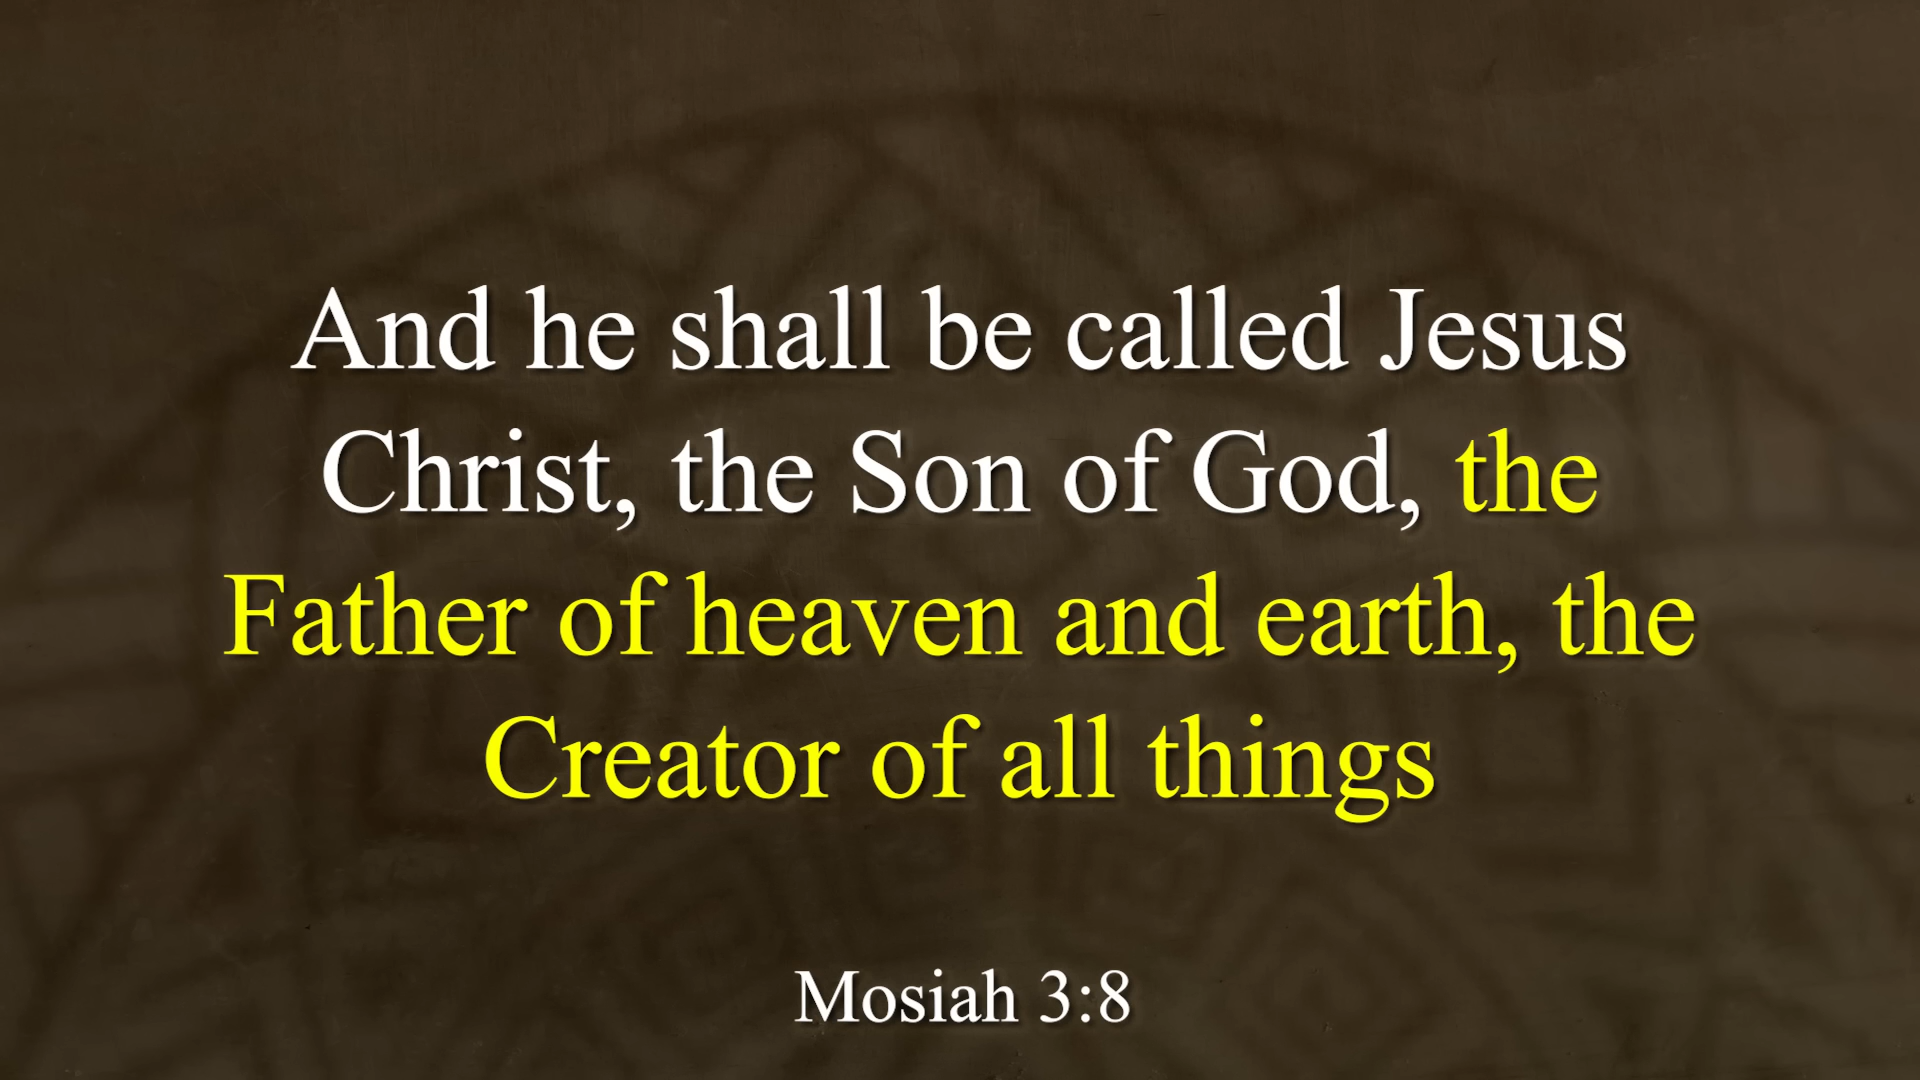 And he shall be called Jesus
Christ, the Son of God, the
Father of heaven and earth, the
Creator of all things
Mosiah 3:8